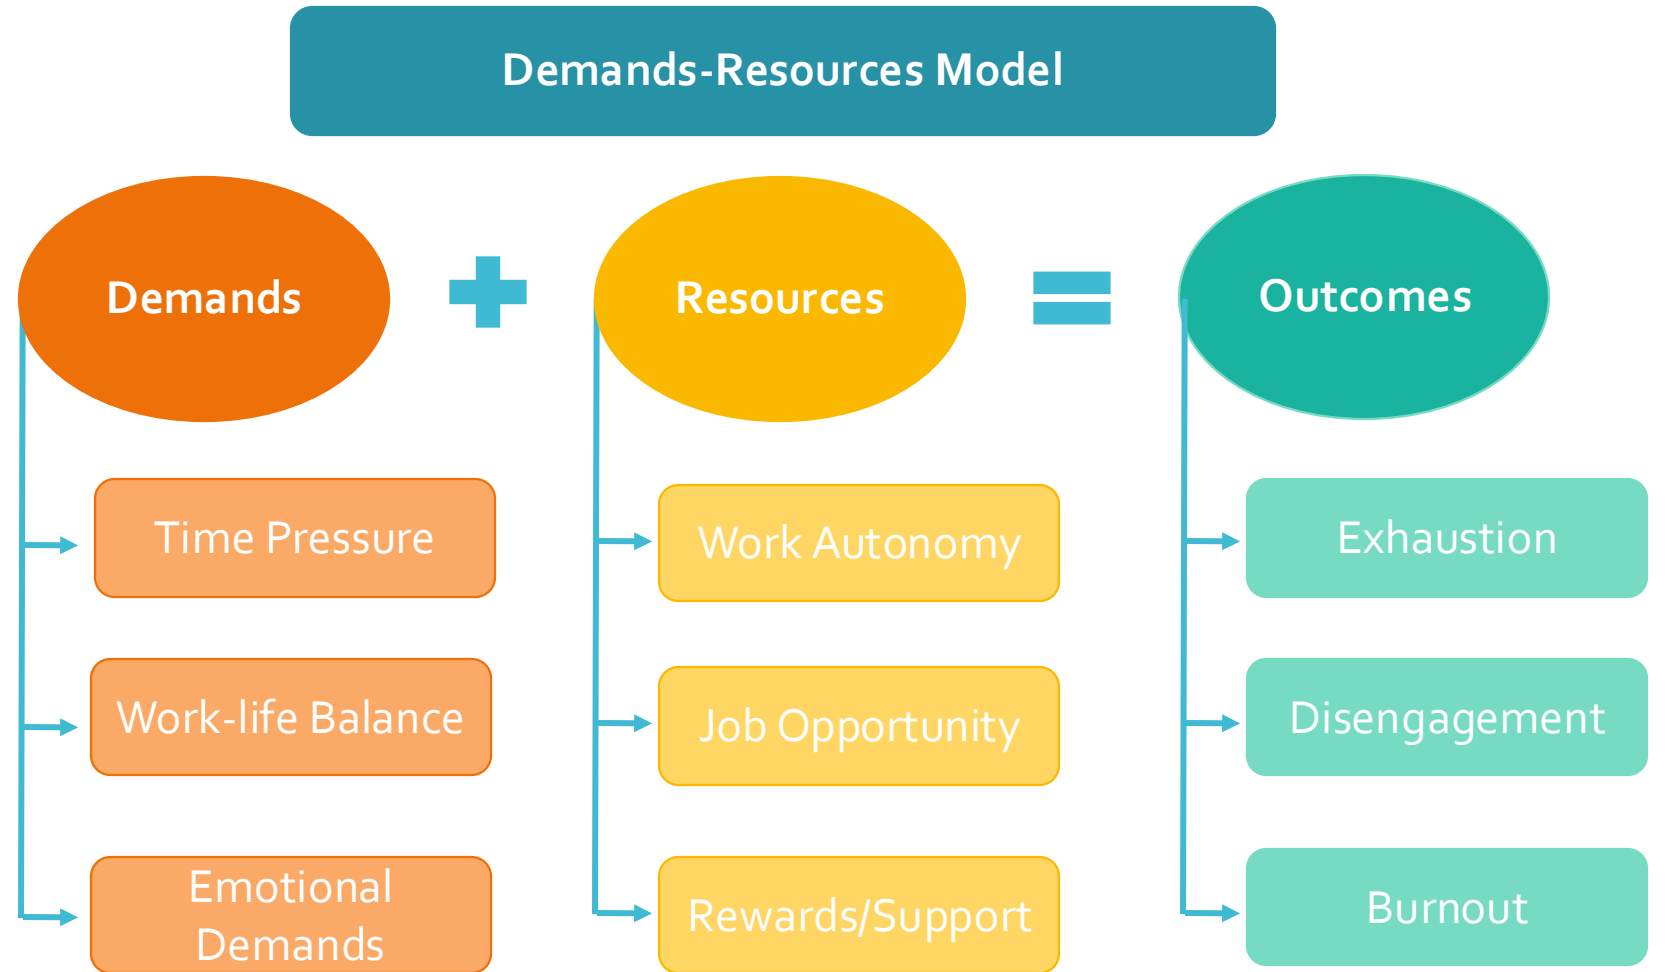 Demands-Resources Model
Demands
Resources
Outcomes
Time Pressure
Work Autonomy
Exhaustion
Work-life Balance
Job Opportunity
Disengagement
Emotional
Demands
Rewards/Support
Burnout